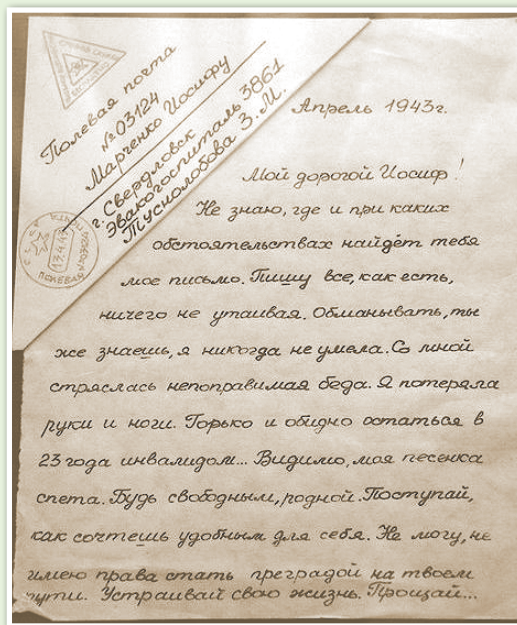 Полевая почта
№03124
Марченко Иосифу
г. Свердловск
Эвакогоспиталь 3861
Туснолобова З.М.
Апрель 1943г.
Мой дорогой Иосиф!
Не знаю, где и при каких
обстоятельствах найдёт тебя
мое письмо. Пишу все, как есть,
ничего не утаивая. Обманывать, ты
же знаешь, я никогда не умела. Со мной
стряслась непоправимая беда. Я потеряла
руки и ноги. Горько и обидно остаться в
23 года инвалидом... Видимо, моя песенка
спета. Будь свободным, родной. Поступай,
как сочтешь удобным для себя. Не могу, не
имею права стать преградой на твоем
пути. Устраивай свою жизнь. Прощай...